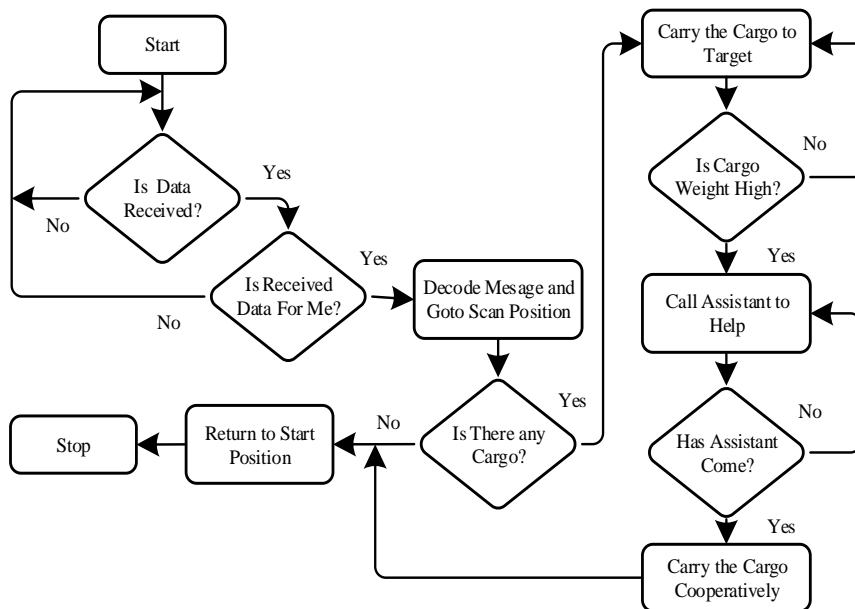 Start
Is Data
Received?
Yes
No
Is Received
Data For Me?
Yes
No
Decode Mesage and
Goto Scan Position
Is There any
Cargo?
Yes
No
Return to Start
Position
Stop
Carry the Cargo to
Target
Is Cargo
Weight High?
No
Yes
Call Assistant to
Help
Has Assistant
Come?
No
Yes
Carry the Cargo
Cooperatively